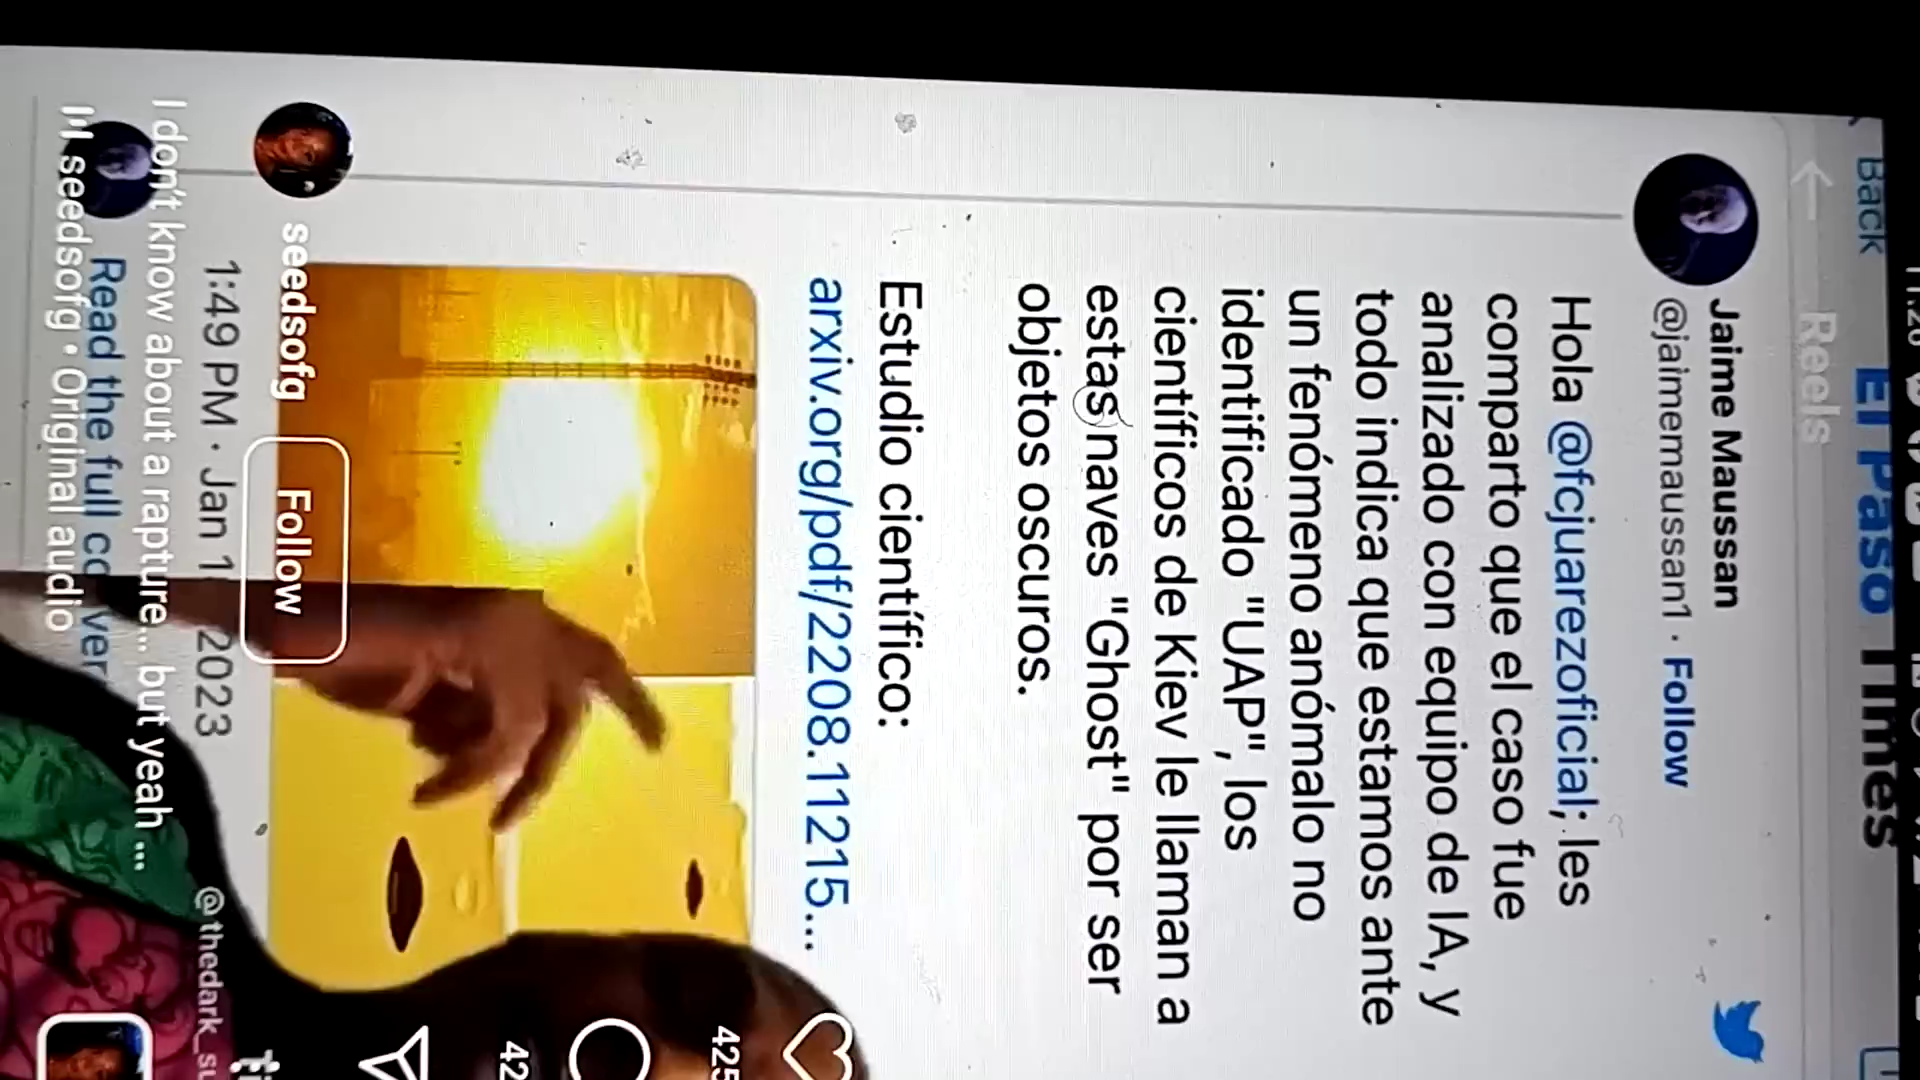 Back
El Paso Times
Reels
Jaime Maussan
@jaimemaussan1 · Follow
Hola @fcjuarezoficial; les
comparto que el caso fue
analizado con equipo de IA, y
todo indica que estamos ante
un fenómeno anómalo no
identificado "UAP", los
científicos de Kiev le llaman a
estas naves "Ghost" por ser
objetos oscuros.
Estudio científico:
arxiv.org/pdf/2208.11215...
425
42
seedsofg
Follow
1:49 PM · Jan 1, 2023
@thedark_su
I don't know about a rapture... but yeah ...
Read the full
seedsofg · Original audio